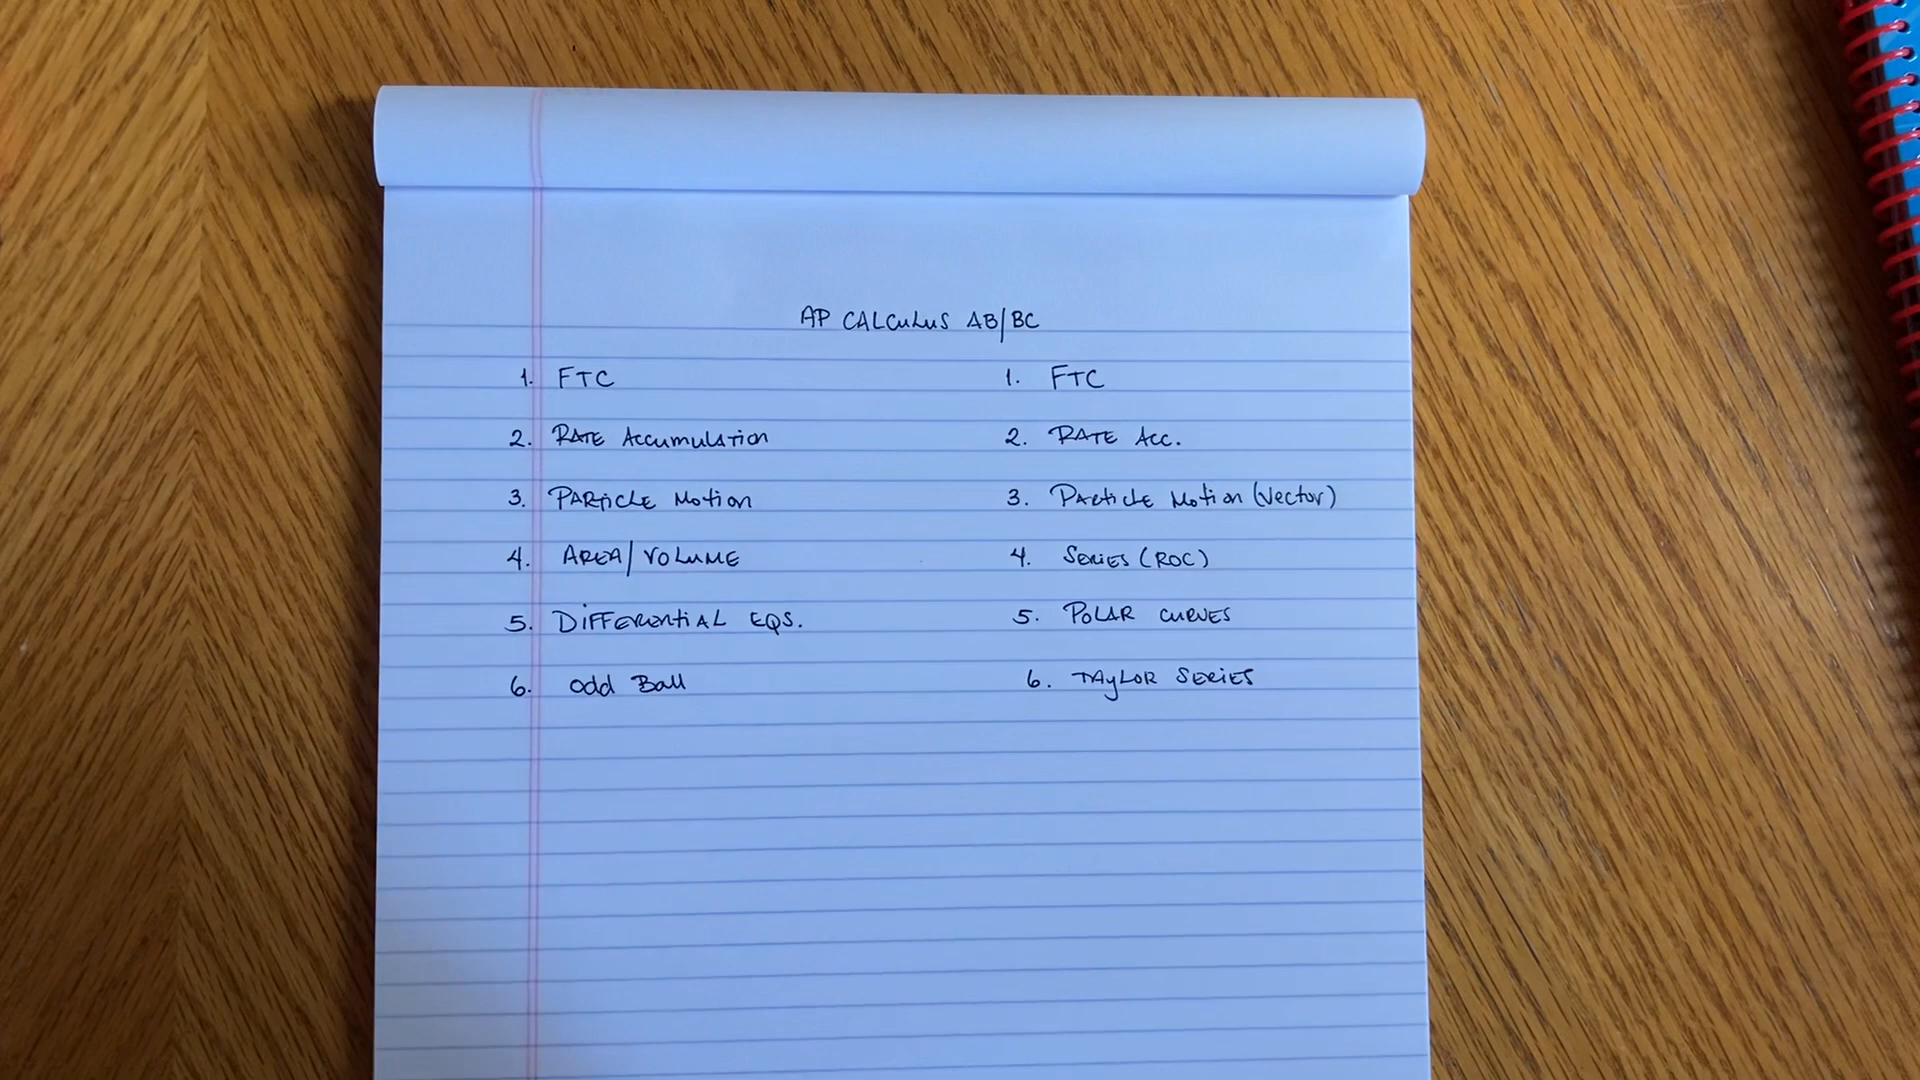 AP CALCULUS AB/BC
1. FTC
2. RATE Accumulation
3. PARTICLE Motion
4. AREA/VOLUME
5. DIFFERENTIAL EQS.
6. Odd Ball
1. FTC
2. RATE Acc.
3. PARTICLE Motion (Vector)
4. SERIES (ROC)
5. POLAR CURVES
6. TAYLOR SERIES